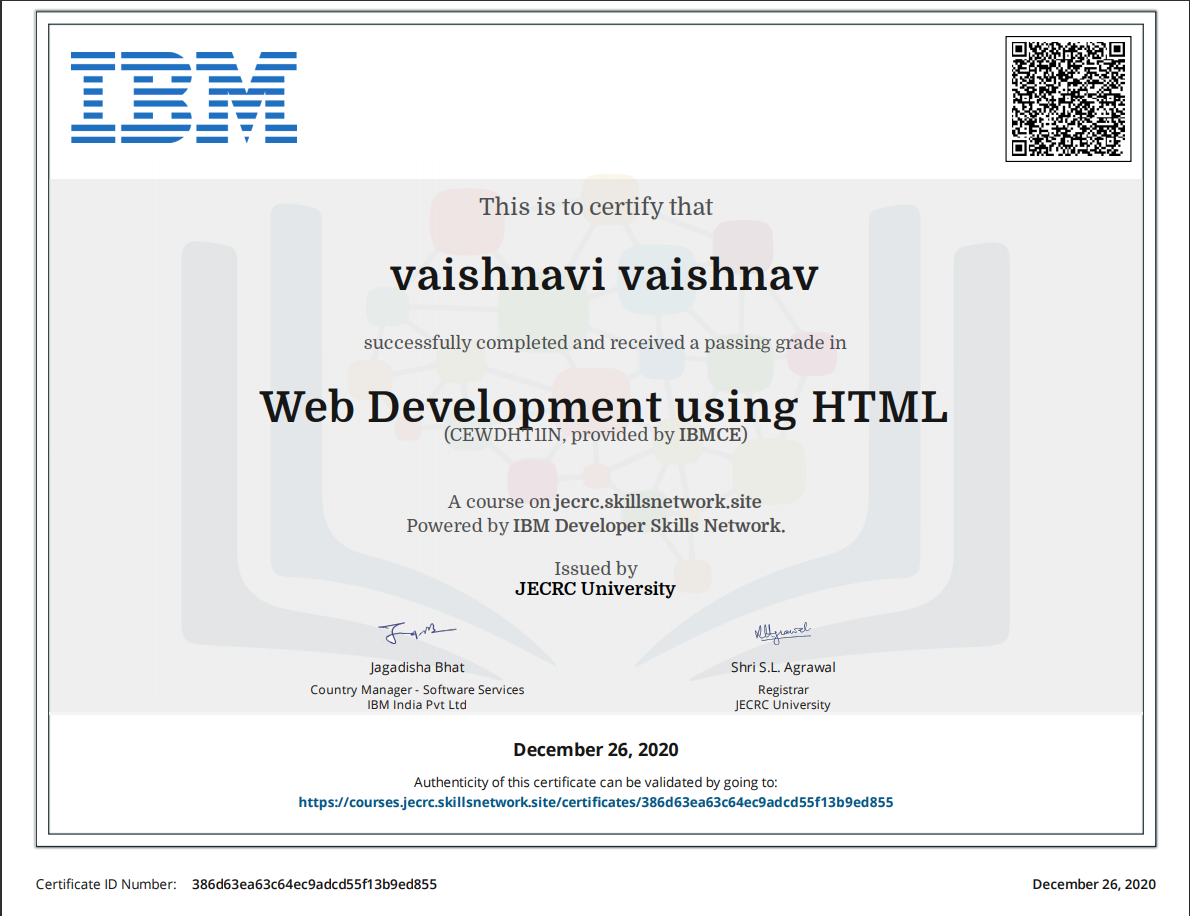 IBM
This is to certify that
vaishnavi vaishnav
successfully completed and received a passing grade in
Web Development using HTML
(CEWDHT1IN, provided by IBMCE)
A course on jecrc.skillsnetwork.site
Powered by IBM Developer Skills Network.
Issued by
JECRC University
Jagadisha Bhat
Country Manager - Software Services
IBM India Pvt Ltd
Shri S.L. Agrawal
Registrar
JECRC University
December 26, 2020
Authenticity of this certificate can be validated by going to:
https://courses.jecrc.skillsnetwork.site/certificates/386d63ea63c64ec9adcd55f13b9ed855
Certificate ID Number: 386d63ea63c64ec9adcd55f13b9ed855
December 26, 2020